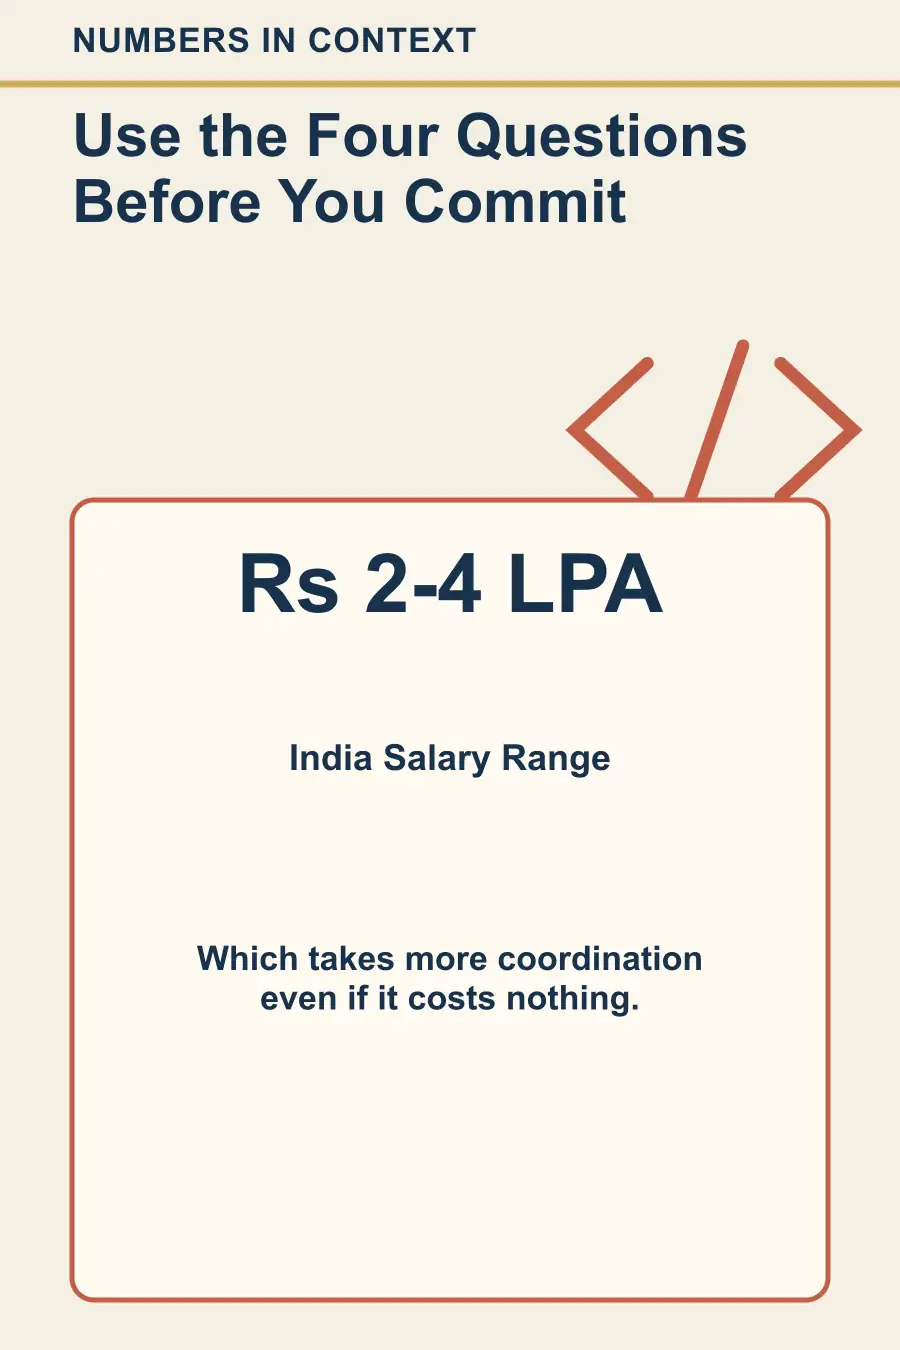 NUMBERS IN CONTEXT
Use the Four Questions
Before You Commit
Rs 2-4 LPA
India Salary Range
Which takes more coordination
even if it costs nothing.